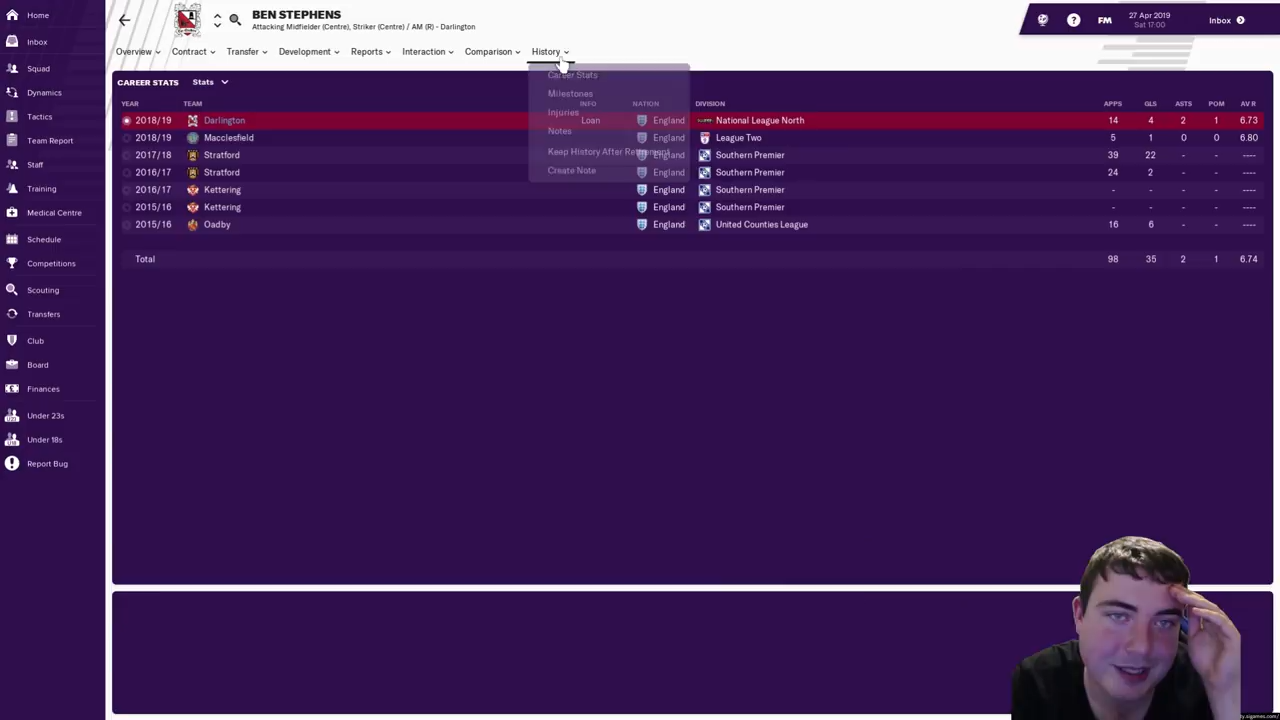 Home
Inbox
Squad
Dynamics
Tactics
Team Report
Staff
Training
Medical Centre
Schedule
Competitions
Scouting
Transfers
Club
Board
Finances
Under 23s
Under 18s
Report Bug
BEN STEPHENS
Attacking Midfielder (Centre), Striker (Centre) / AM (R) - Darlington
FM
27 Apr 2019
Sat 17:00
Inbox
Overview Contract Transfer Development Reports Interaction Comparison History
Career Stats
Milestones
Injuries
Notes
Keep History After Retirement
Create Note
CAREER STATS Stats
YEAR TEAM INFO NATION DIVISION APPS GLS ASTS POM AV R
2018/19 Darlington Loan England National League North 14 4 2 1 6.73
2018/19 Macclesfield England League Two 5 1 0 0 6.80
2017/18 Stratford England Southern Premier 39 22 - - ----
2016/17 Stratford England Southern Premier 24 2 - - ----
2016/17 Kettering England Southern Premier - - - - ----
2015/16 Kettering England Southern Premier - - - - ----
2015/16 Oadby England United Counties League 16 6 - - ----
Total 98 35 2 1 6.74